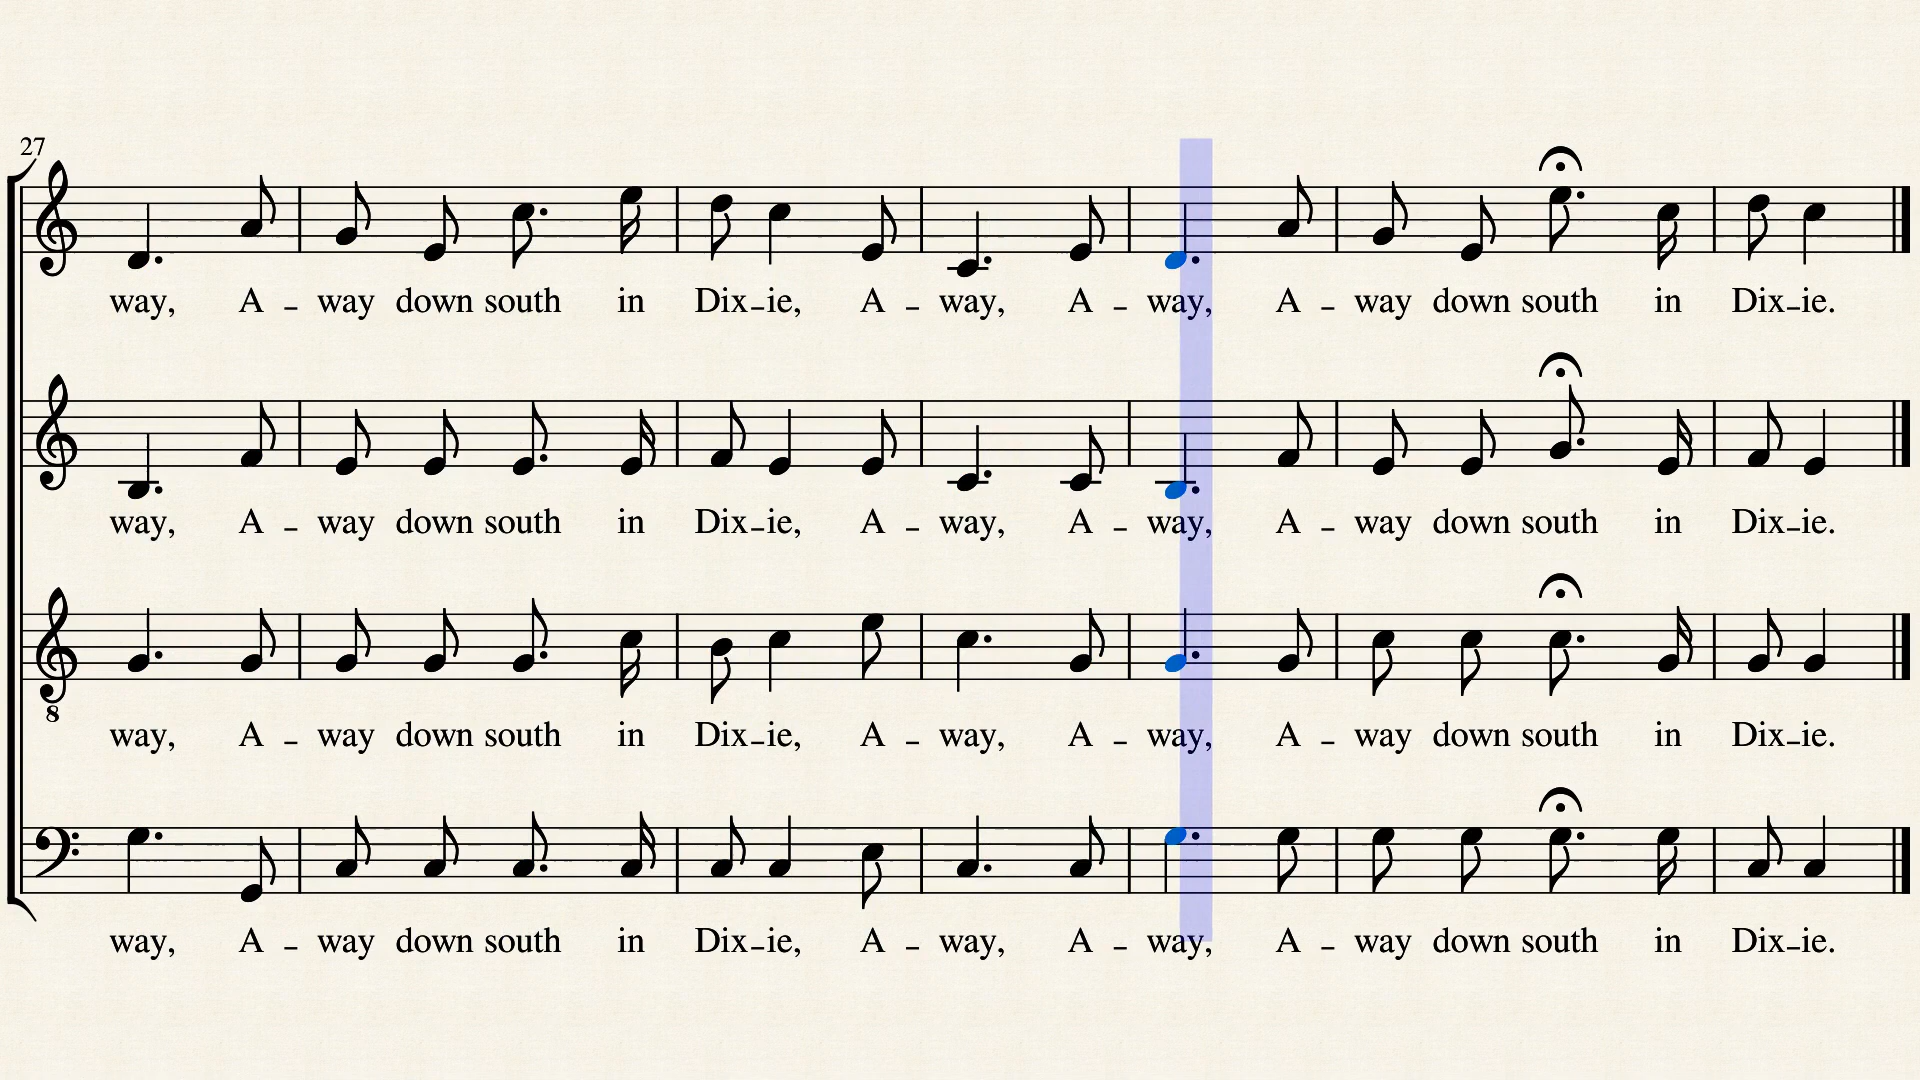 27
way, A – way down south in Dix–ie, A – way, A – way, A – way down south in Dix–ie.
way, A – way down south in Dix–ie, A – way, A – way, A – way down south in Dix–ie.
8
way, A – way down south in Dix–ie, A – way, A – way, A – way down south in Dix–ie.
way, A – way down south in Dix–ie, A – way, A – way, A – way down south in Dix–ie.